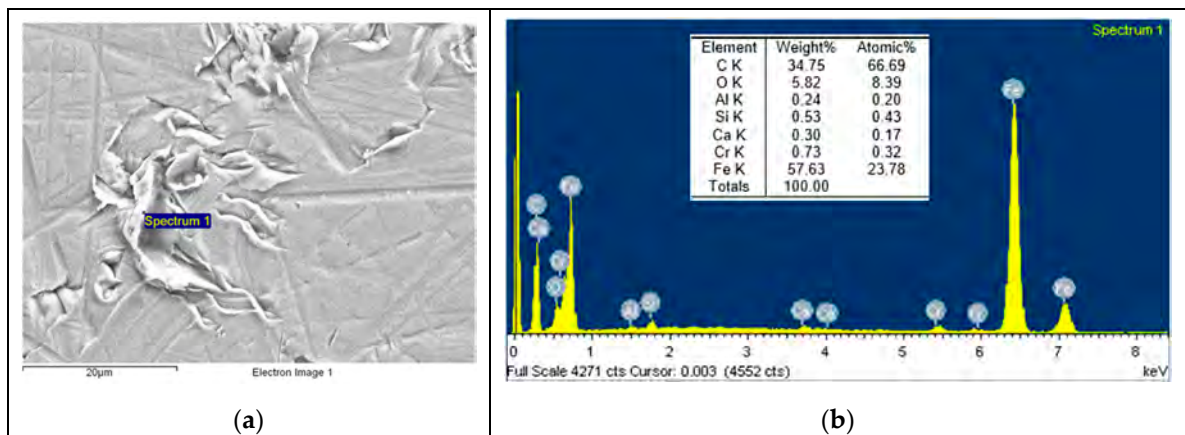 Spectrum 1
20µm
Electron Image 1
(a)
Spectrum 1
Element Weight% Atomic%
C K 34.75 66.69
O K 5.82 8.39
Al K 0.24 0.20
Si K 0.53 0.43
Ca K 0.30 0.17
Cr K 0.73 0.32
Fe K 57.63 23.78
Totals 100.00
Fe
0 1 2 3 4 5 6 7 8
Full Scale 4271 cts Cursor: 0.003 (4552 cts) keV
(b)